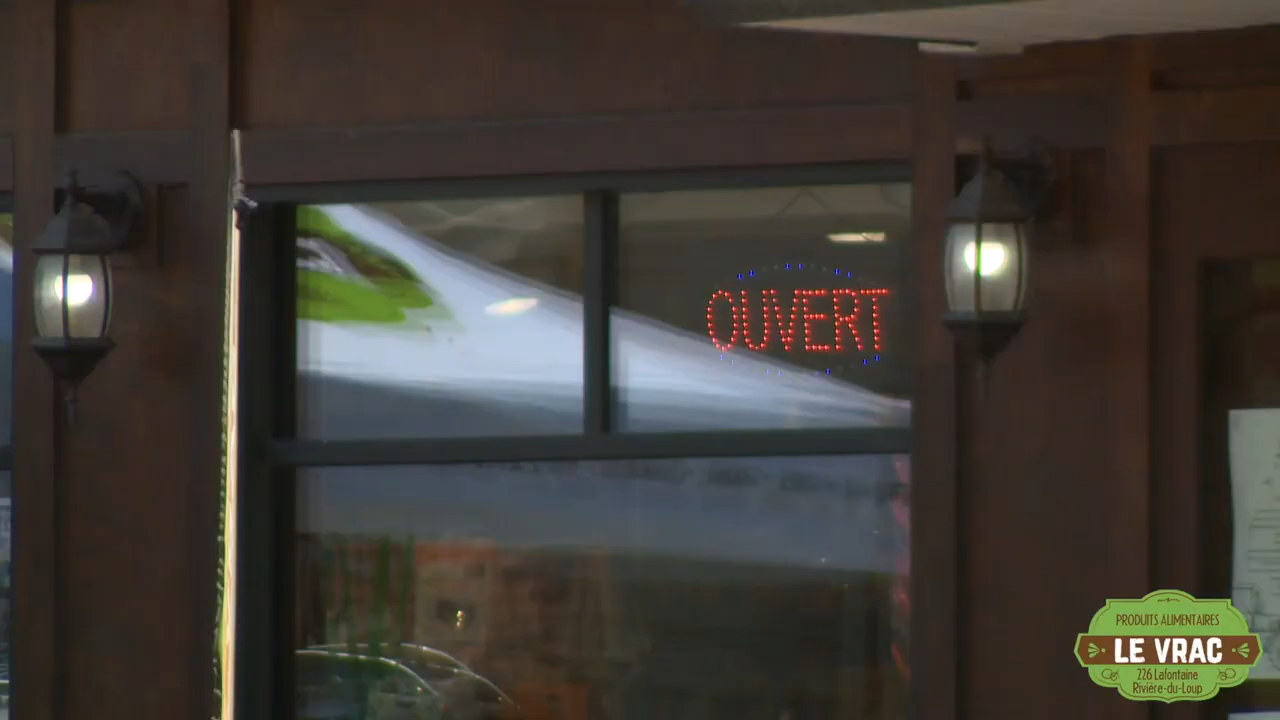 OUVERT
PRODUITS ALIMENTAIRES
LE VRAC
226 Lafontaine
Rivière-du-Loup